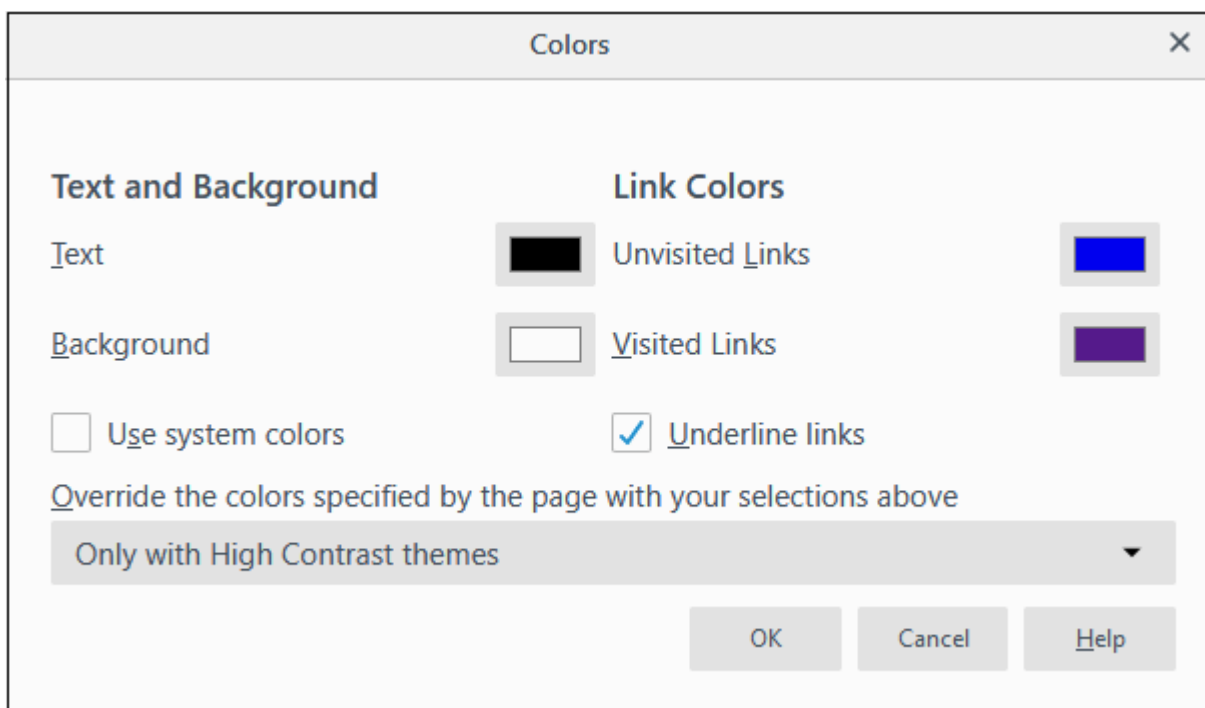 Colors
Text and Background
Link Colors
Text
Unvisited Links
Background
Visited Links
Use system colors
Underline links
Override the colors specified by the page with your selections above
Only with High Contrast themes
OK
Cancel
Help